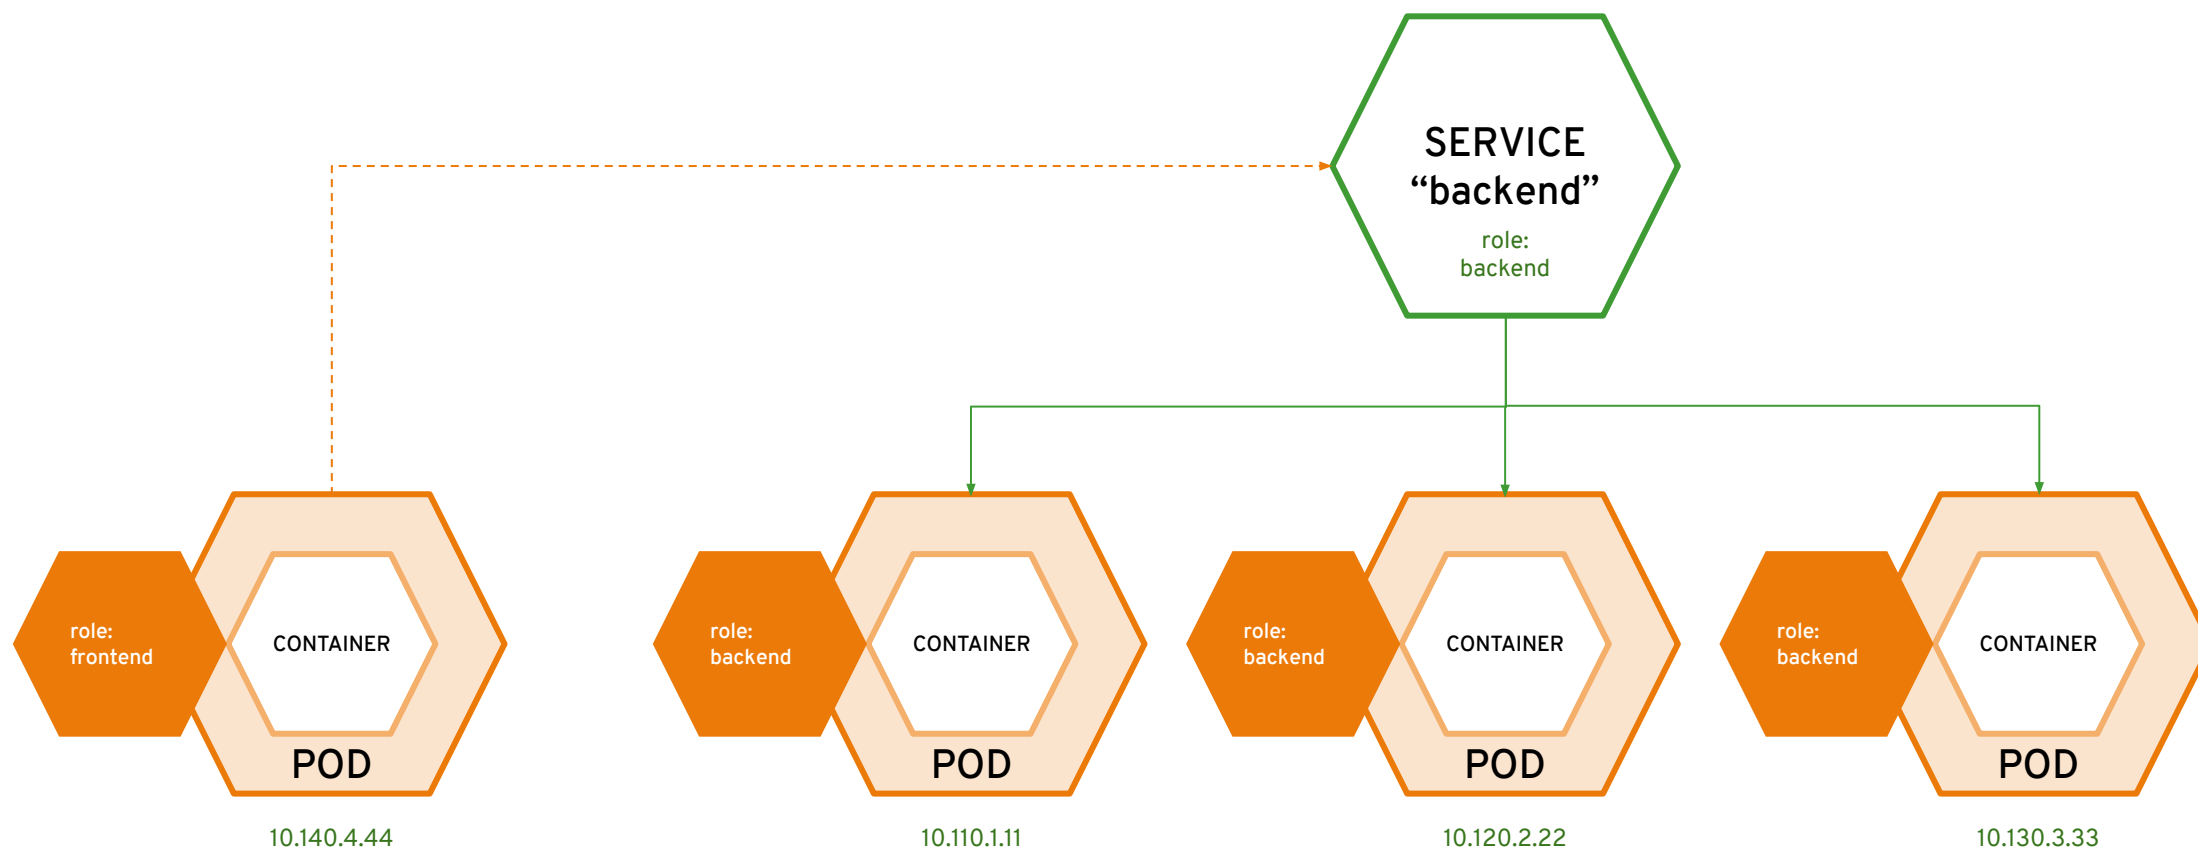 SERVICE
“backend”
role:
backend
role:
frontend
CONTAINER
POD
10.140.4.44
role:
backend
CONTAINER
POD
10.110.1.11
role:
backend
CONTAINER
POD
10.120.2.22
role:
backend
CONTAINER
POD
10.130.3.33